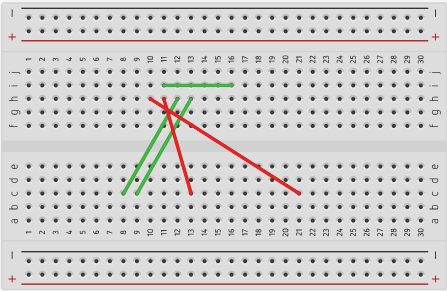 − −
+ +
1 2 3 4 5 6 7 8 9 10 11 12 13 14 15 16 17 18 19 20 21 22 23 24 25 26 27 28 29 30
j j
i i
h h
g g
f f
e e
d d
c c
b b
a a
1 2 3 4 5 6 7 8 9 10 11 12 13 14 15 16 17 18 19 20 21 22 23 24 25 26 27 28 29 30
− −
+ +